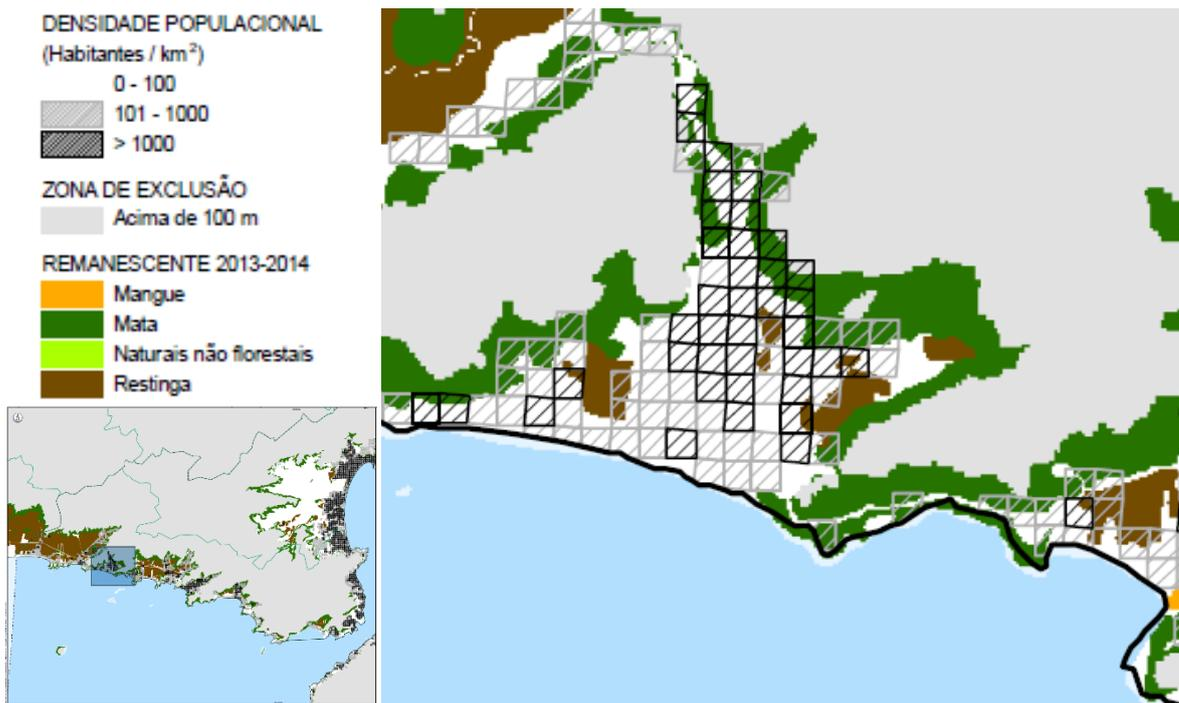 DENSIDADE POPULACIONAL
(Habitantes / km²)
0 - 100
101 - 1000
> 1000
ZONA DE EXCLUSÃO
Acima de 100 m
REMANESCENTE 2013-2014
Mangue
Mata
Naturais não florestais
Restinga